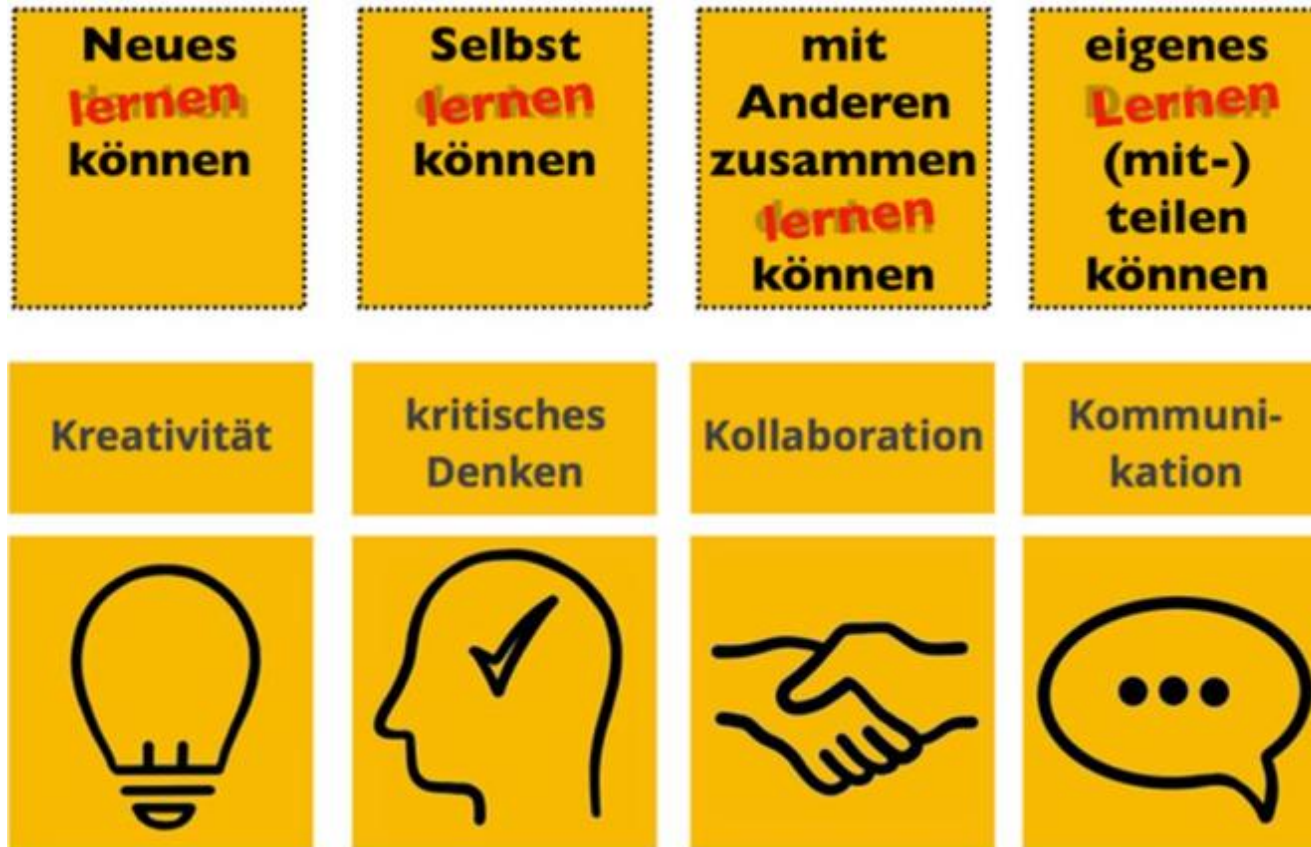 Neues
lernen
können
Selbst
lernen
können
mit
Anderen
zusammen
lernen
können
eigenes
Lernen
(mit-)
teilen
können
Kreativität
kritisches
Denken
Kollaboration
Kommuni-
kation